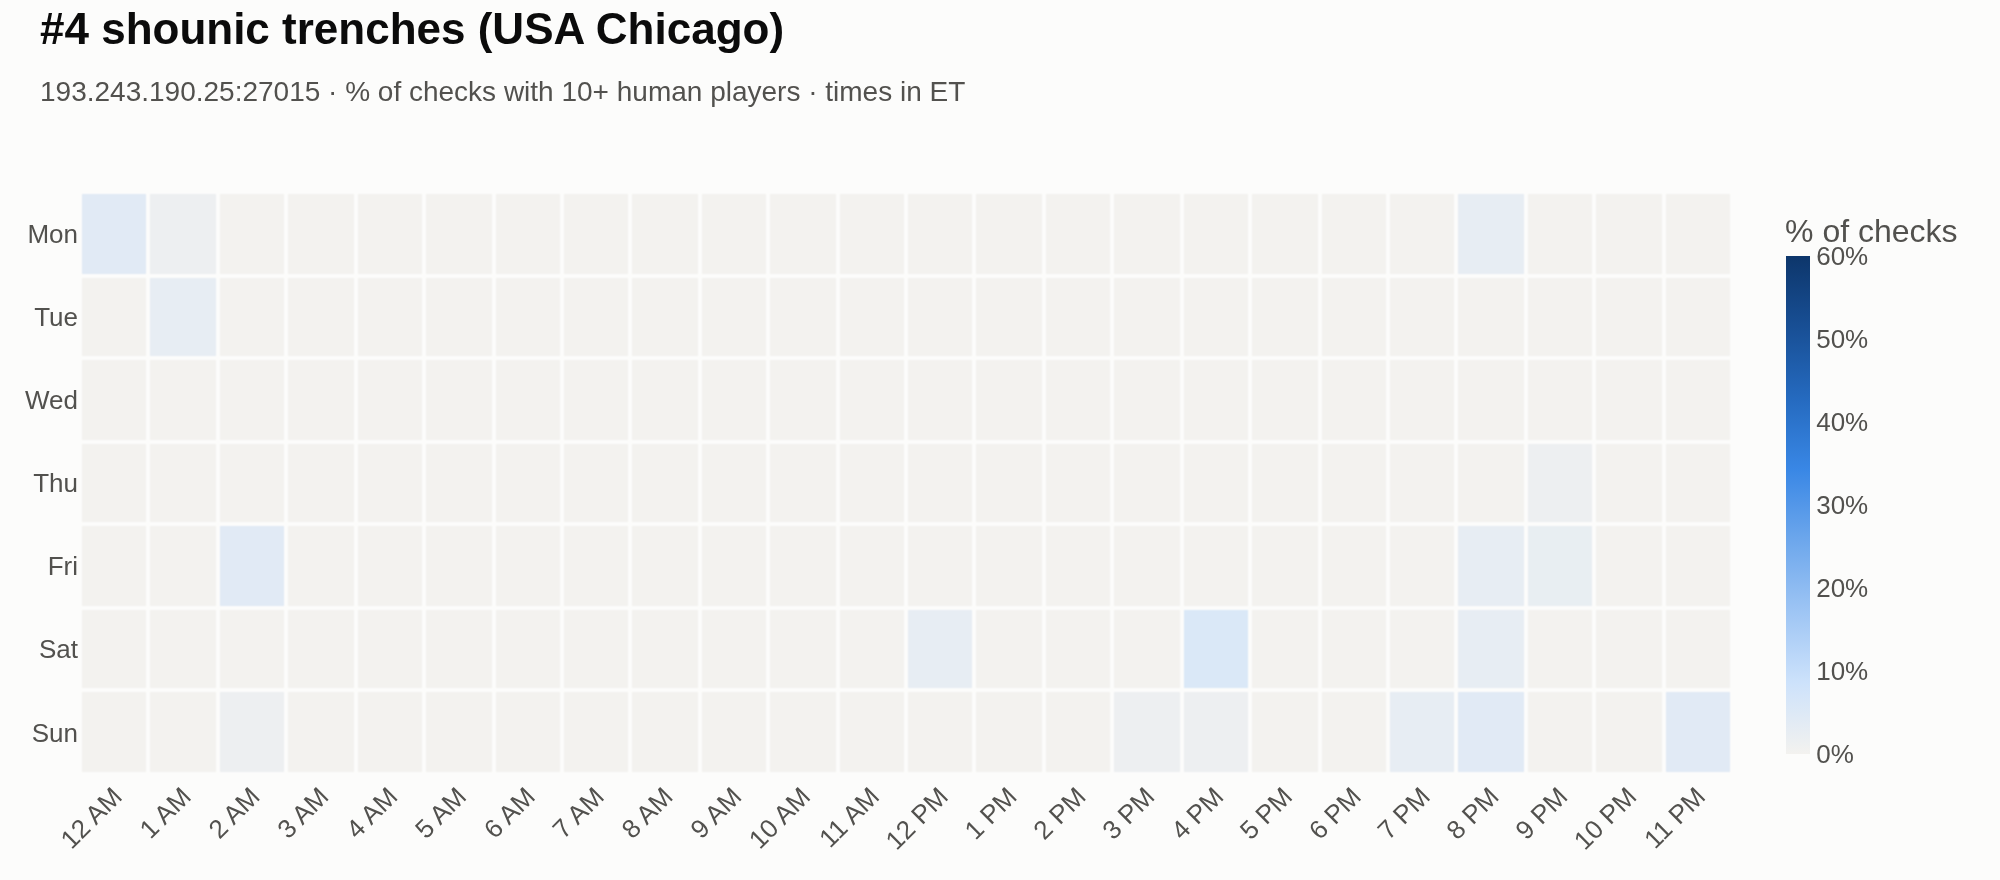 #4 shounic trenches (USA Chicago)
193.243.190.25:27015 · % of checks with 10+ human players · times in ET
% of checks
60%
50%
40%
30%
20%
10%
0%
Mon
Tue
Wed
Thu
Fri
Sat
Sun
12 AM
1 AM
2 AM
3 AM
4 AM
5 AM
6 AM
7 AM
8 AM
9 AM
10 AM
11 AM
12 PM
1 PM
2 PM
3 PM
4 PM
5 PM
6 PM
7 PM
8 PM
9 PM
10 PM
11 PM